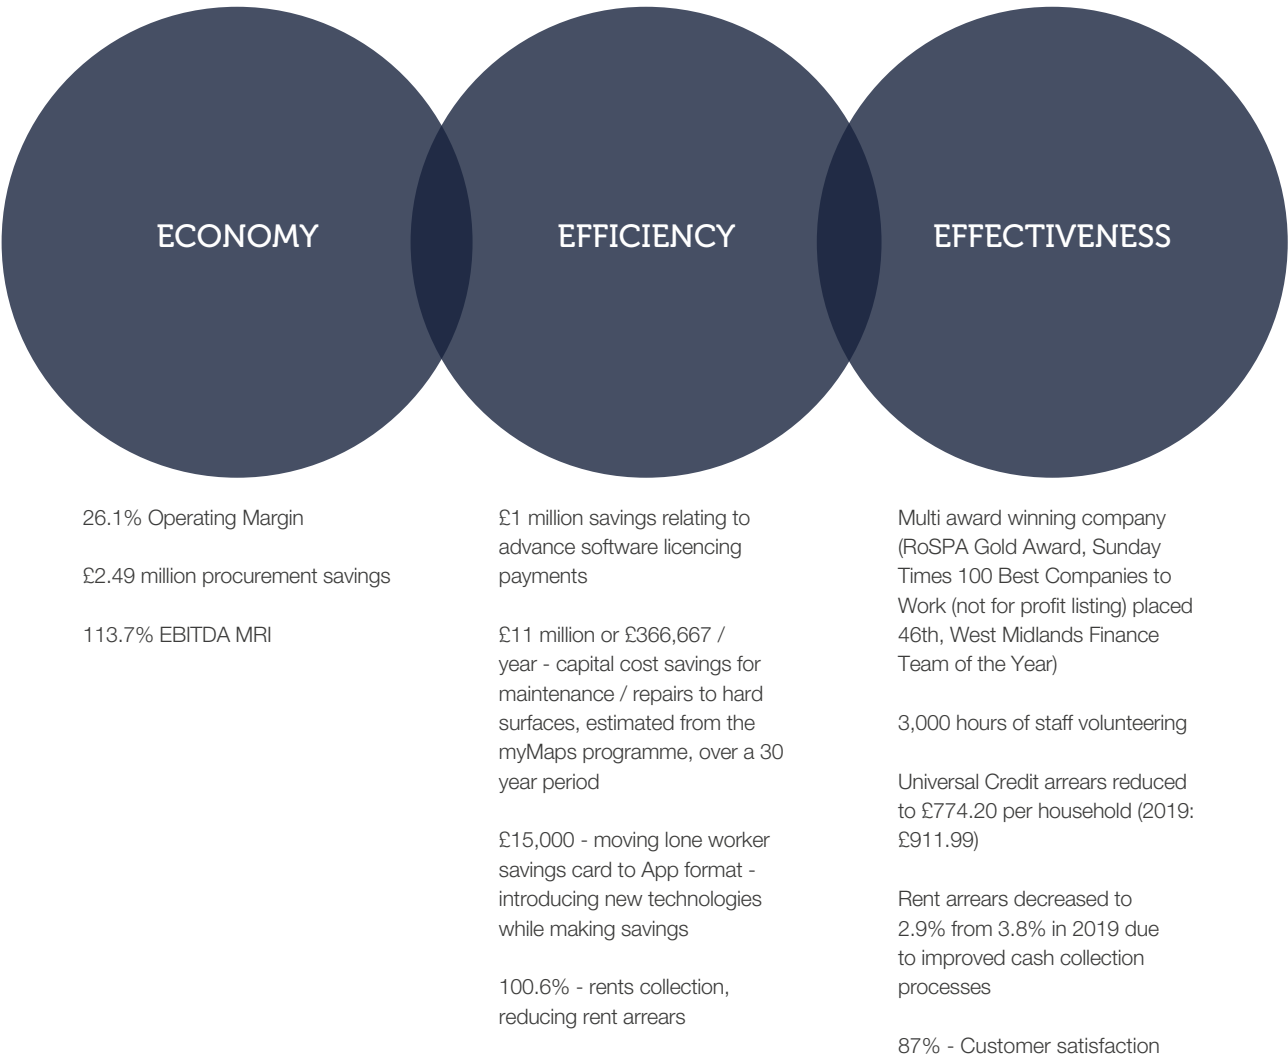 ECONOMY
EFFICIENCY
EFFECTIVENESS
26.1% Operating Margin
£2.49 million procurement savings
113.7% EBITDA MRI
£1 million savings relating to
advance software licencing
payments
£11 million or £366,667 /
year - capital cost savings for
maintenance / repairs to hard
surfaces, estimated from the
myMaps programme, over a 30
year period
£15,000 - moving lone worker
savings card to App format -
introducing new technologies
while making savings
100.6% - rents collection,
reducing rent arrears
Multi award winning company
(RoSPA Gold Award, Sunday
Times 100 Best Companies to
Work (not for profit listing) placed
46th, West Midlands Finance
Team of the Year)
3,000 hours of staff volunteering
Universal Credit arrears reduced
to £774.20 per household (2019:
£911.99)
Rent arrears decreased to
2.9% from 3.8% in 2019 due
to improved cash collection
processes
87% - Customer satisfaction